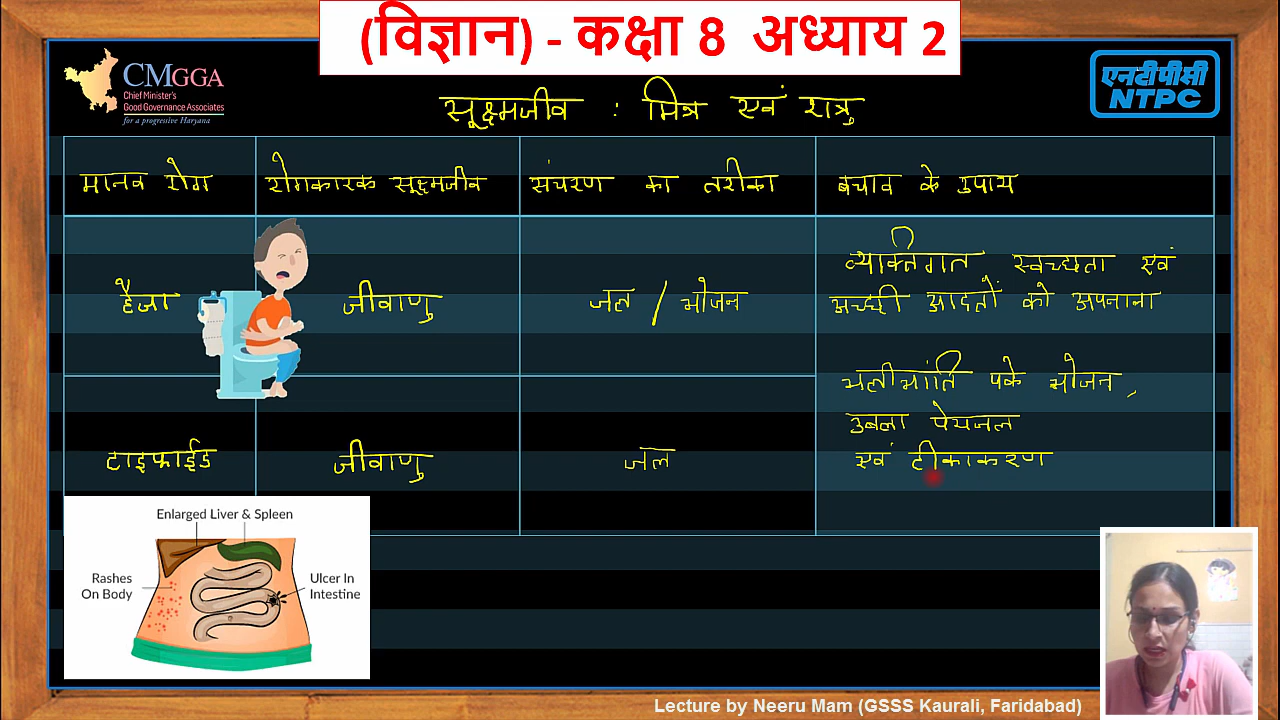 (विज्ञान) - कक्षा 8 अध्याय 2
CMGGA
Chief Minister's
Good Governance Associates
for a progressive Haryana
एनटीपीसी
NTPC
सूक्ष्मजीव : मित्र एवं शत्रु
मानव रोग
रोगकारक सूक्ष्मजीव
संचरण का तरीका
बचाव के उपाय
हैजा
जीवाणु
जल / भोजन
व्यक्तिगत स्वच्छता एवं
अच्छी आदतों को अपनाना
भलीभांति पके भोजन,
उबला पेयजल
एवं टीकाकरण
टाइफाईड
जीवाणु
जल
Enlarged Liver & Spleen
Rashes
On Body
Ulcer In
Intestine
Lecture by Neeru Mam (GSSS Kaurali, Faridabad)